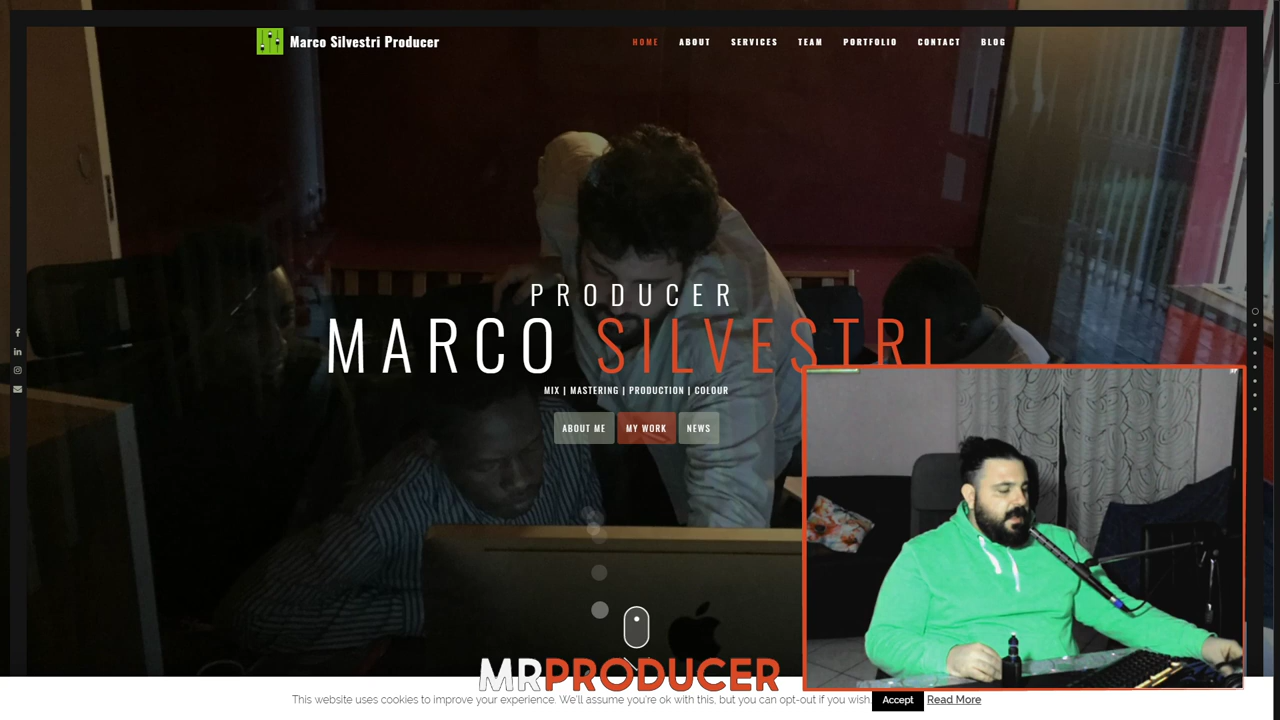 Marco Silvestri Producer
HOME ABOUT SERVICES TEAM PORTFOLIO CONTACT BLOG
PRODUCER
MARCO SILVESTRI
MIX | MASTERING | PRODUCTION | COLOUR
ABOUT ME MY WORK NEWS
MRPRODUCER
This website uses cookies to improve your experience. We'll assume you're ok with this, but you can opt-out if you wish. Accept Read More